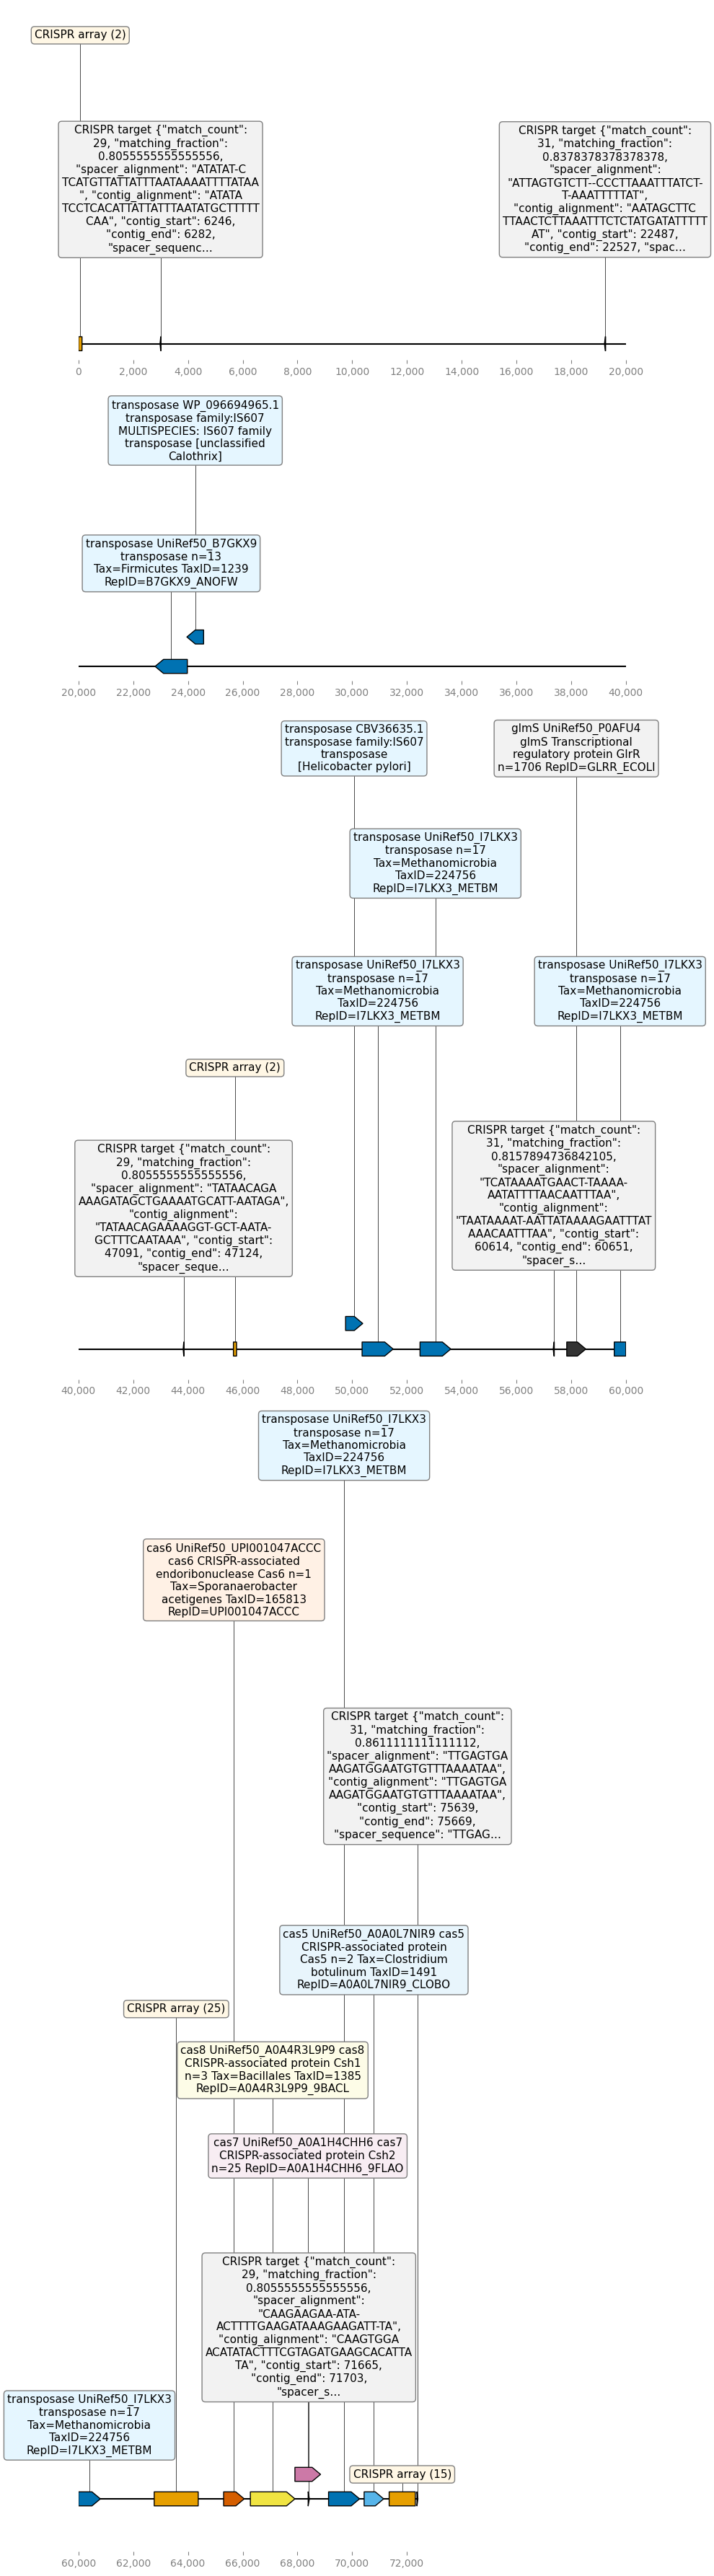 CRISPR array (2)
CRISPR target {"match_count":
29, "matching_fraction":
0.8055555555555556,
"spacer_alignment": "ATATAT-C
TCATGTTATTATTTAATAAAATTTTATAA
", "contig_alignment": "ATATA
TCCTCACATTATTATTTAATATGCTTTTT
CAA", "contig_start": 6246,
"contig_end": 6282,
"spacer_sequenc...
CRISPR target {"match_count":
31, "matching_fraction":
0.8378378378378378,
"spacer_alignment":
"ATTAGTGTCTT--CCCTTAAATTTATCT-
T-AAATTTTTAT",
"contig_alignment": "AATAGCTTC
TTAACTCTTAAATTTCTCTATGATATTTTT
AT", "contig_start": 22487,
"contig_end": 22527, "spac...
0
2,000
4,000
6,000
8,000
10,000
12,000
14,000
16,000
18,000
20,000
transposase WP_096694965.1
transposase family:IS607
MULTISPECIES: IS607 family
transposase [unclassified
Calothrix]
transposase UniRef50_B7GKX9
transposase n=13
Tax=Firmicutes TaxID=1239
RepID=B7GKX9_ANOFW
20,000
22,000
24,000
26,000
28,000
30,000
32,000
34,000
36,000
38,000
40,000
transposase CBV36635.1
transposase family:IS607
transposase
[Helicobacter pylori]
glmS UniRef50_P0AFU4
glmS Transcriptional
regulatory protein GlrR
n=1706 RepID=GLRR_ECOLI
transposase UniRef50_I7LKX3
transposase n=17
Tax=Methanomicrobia
TaxID=224756
RepID=I7LKX3_METBM
transposase UniRef50_I7LKX3
transposase n=17
Tax=Methanomicrobia
TaxID=224756
RepID=I7LKX3_METBM
transposase UniRef50_I7LKX3
transposase n=17
Tax=Methanomicrobia
TaxID=224756
RepID=I7LKX3_METBM
CRISPR array (2)
CRISPR target {"match_count":
29, "matching_fraction":
0.8055555555555556,
"spacer_alignment": "TATAACAGA
AAAGATAGCTGAAAATGCATT-AATAGA",
"contig_alignment":
"TATAACAGAAAAGGT-GCT-AATA-
GCTTTCAATAAA", "contig_start":
47091, "contig_end": 47124,
"spacer_seque...
CRISPR target {"match_count":
31, "matching_fraction":
0.8157894736842105,
"spacer_alignment":
"TCATAAAATGAACT-TAAAA-
AATATTTTAACAATTTAA",
"contig_alignment":
"TAATAAAAT-AATTATAAAAGAATTTAT
AAACAATTTAA", "contig_start":
60614, "contig_end": 60651,
"spacer_s...
40,000
42,000
44,000
46,000
48,000
50,000
52,000
54,000
56,000
58,000
60,000
transposase UniRef50_I7LKX3
transposase n=17
Tax=Methanomicrobia
TaxID=224756
RepID=I7LKX3_METBM
cas6 UniRef50_UPI001047ACCC
cas6 CRISPR-associated
endoribonuclease Cas6 n=1
Tax=Sporanaerobacter
acetigenes TaxID=165813
RepID=UPI001047ACCC
CRISPR target {"match_count":
31, "matching_fraction":
0.8611111111111112,
"spacer_alignment": "TTGAGTGA
AAGATGGAATGTGTTTAAAATAA",
"contig_alignment": "TTGAGTGA
AAGATGGAATGTGTTTAAAATAA",
"contig_start": 75639,
"contig_end": 75669,
"spacer_sequence": "TTGAG...
cas5 UniRef50_A0A0L7NIR9 cas5
CRISPR-associated protein
Cas5 n=2 Tax=Clostridium
botulinum TaxID=1491
RepID=A0A0L7NIR9_CLOBO
CRISPR array (25)
cas8 UniRef50_A0A4R3L9P9 cas8
CRISPR-associated protein Csh1
n=3 Tax=Bacillales TaxID=1385
RepID=A0A4R3L9P9_9BACL
cas7 UniRef50_A0A1H4CHH6 cas7
CRISPR-associated protein Csh2
n=25 RepID=A0A1H4CHH6_9FLAO
CRISPR target {"match_count":
29, "matching_fraction":
0.8055555555555556,
"spacer_alignment":
"CAAGAAGAA-ATA-
ACTTTTGAAGATAAAGAAGATT-TA",
"contig_alignment": "CAAGTGGA
ACATATACTTTCGTAGATGAAGCACATTA
TA", "contig_start": 71665,
"contig_end": 71703,
"spacer_s...
transposase UniRef50_I7LKX3
transposase n=17
Tax=Methanomicrobia
TaxID=224756
RepID=I7LKX3_METBM
CRISPR array (15)
60,000
62,000
64,000
66,000
68,000
70,000
72,000